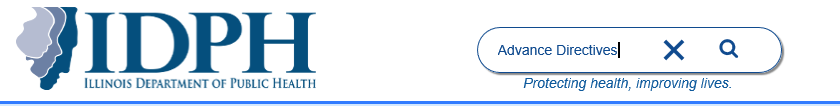 IDPH
ILLINOIS DEPARTMENT OF PUBLIC HEALTH
Advance Directives
Protecting health, improving lives.